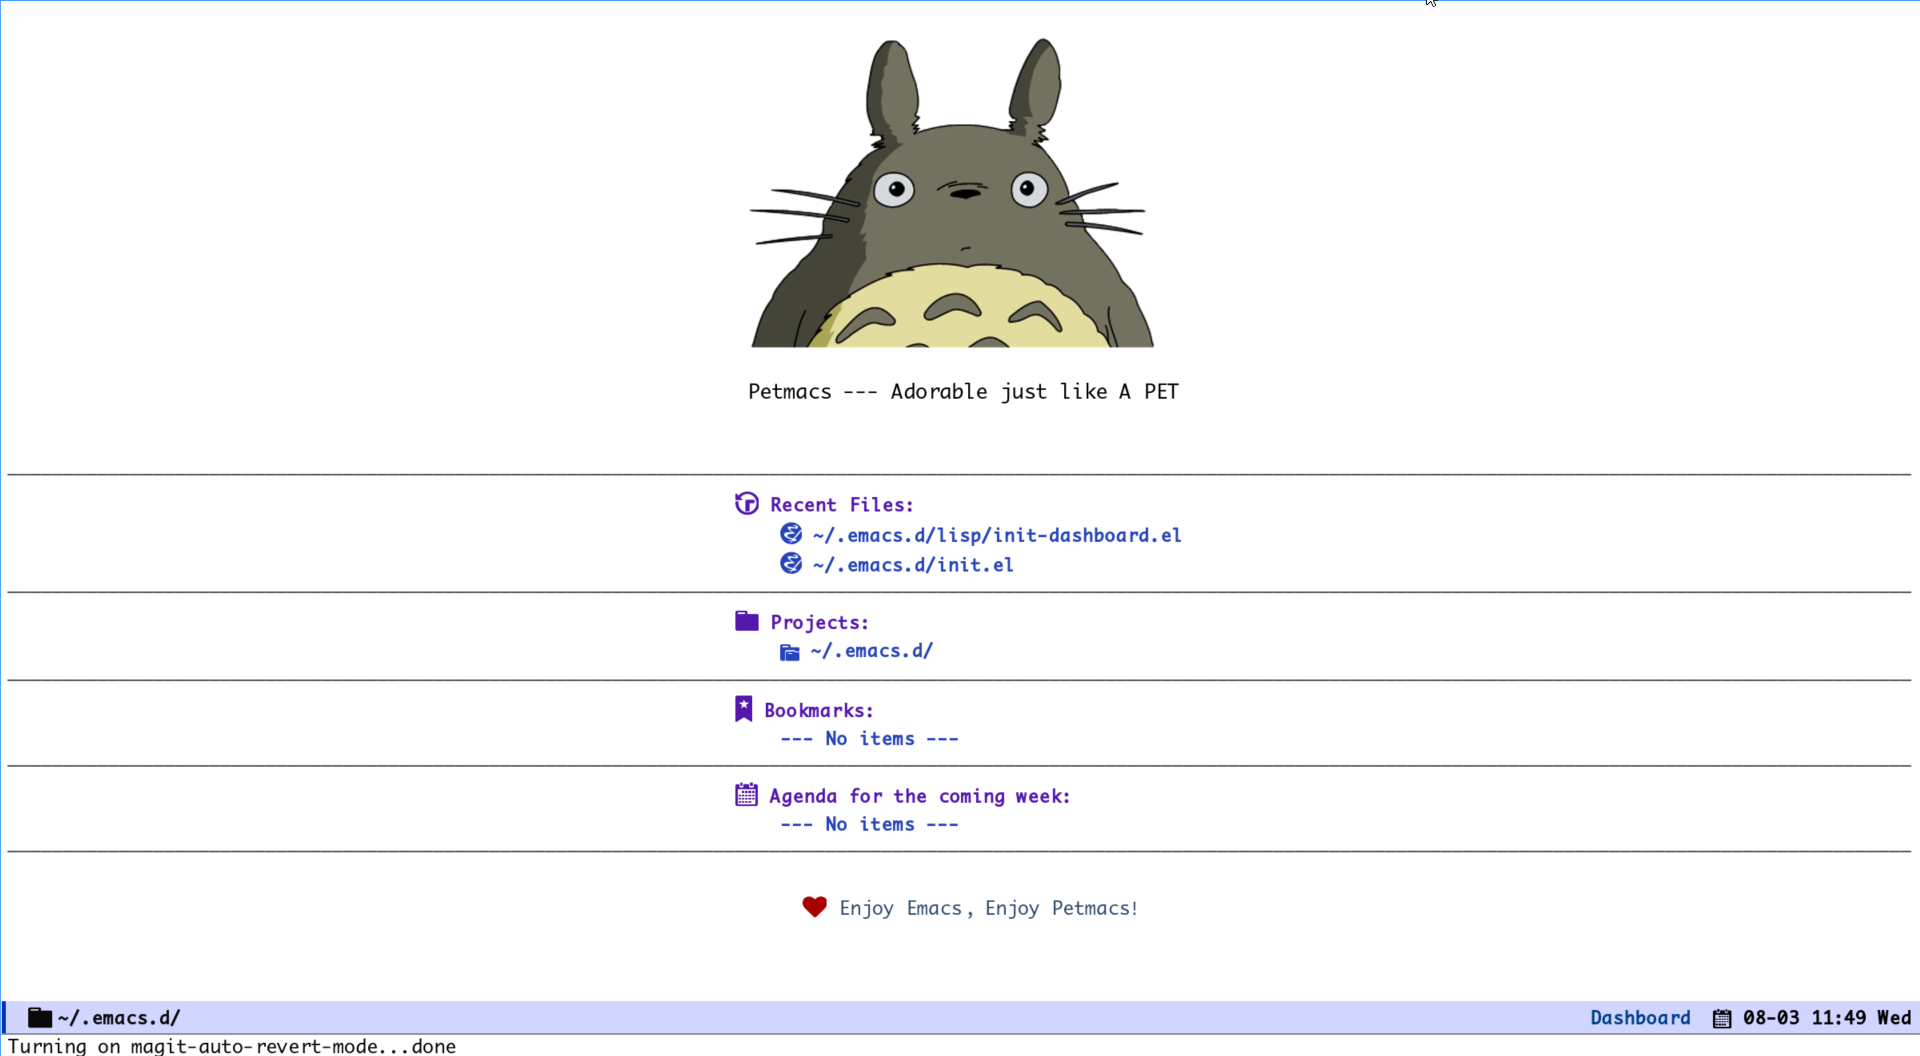 Petmacs --- Adorable just like A PET
Recent Files:
~/.emacs.d/lisp/init-dashboard.el
~/.emacs.d/init.el
Projects:
~/.emacs.d/
Bookmarks:
--- No items ---
Agenda for the coming week:
--- No items ---
Enjoy Emacs, Enjoy Petmacs!
~/.emacs.d/ Dashboard 08-03 11:49 Wed
Turning on magit-auto-revert-mode...done